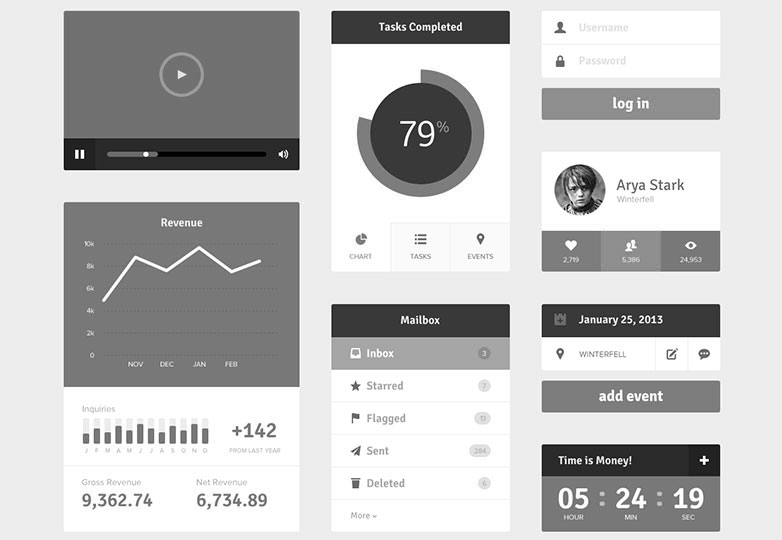 Revenue
10k
8k
6k
4k
2k
0
NOV DEC JAN FEB
Inquiries
J F M A M J J A S O N D
+142
FROM LAST YEAR
Gross Revenue
9,362.74
Net Revenue
6,734.89
Tasks Completed
79%
CHART TASKS EVENTS
Mailbox
Inbox 3
Starred 7
Flagged 51
Sent 284
Deleted 6
More
Username
Password
log in
Arya Stark
Winterfell
2,719 5,386 24,953
January 25, 2013
WINTERFELL
add event
Time is Money!
05 : 24 : 19
HOUR MIN SEC